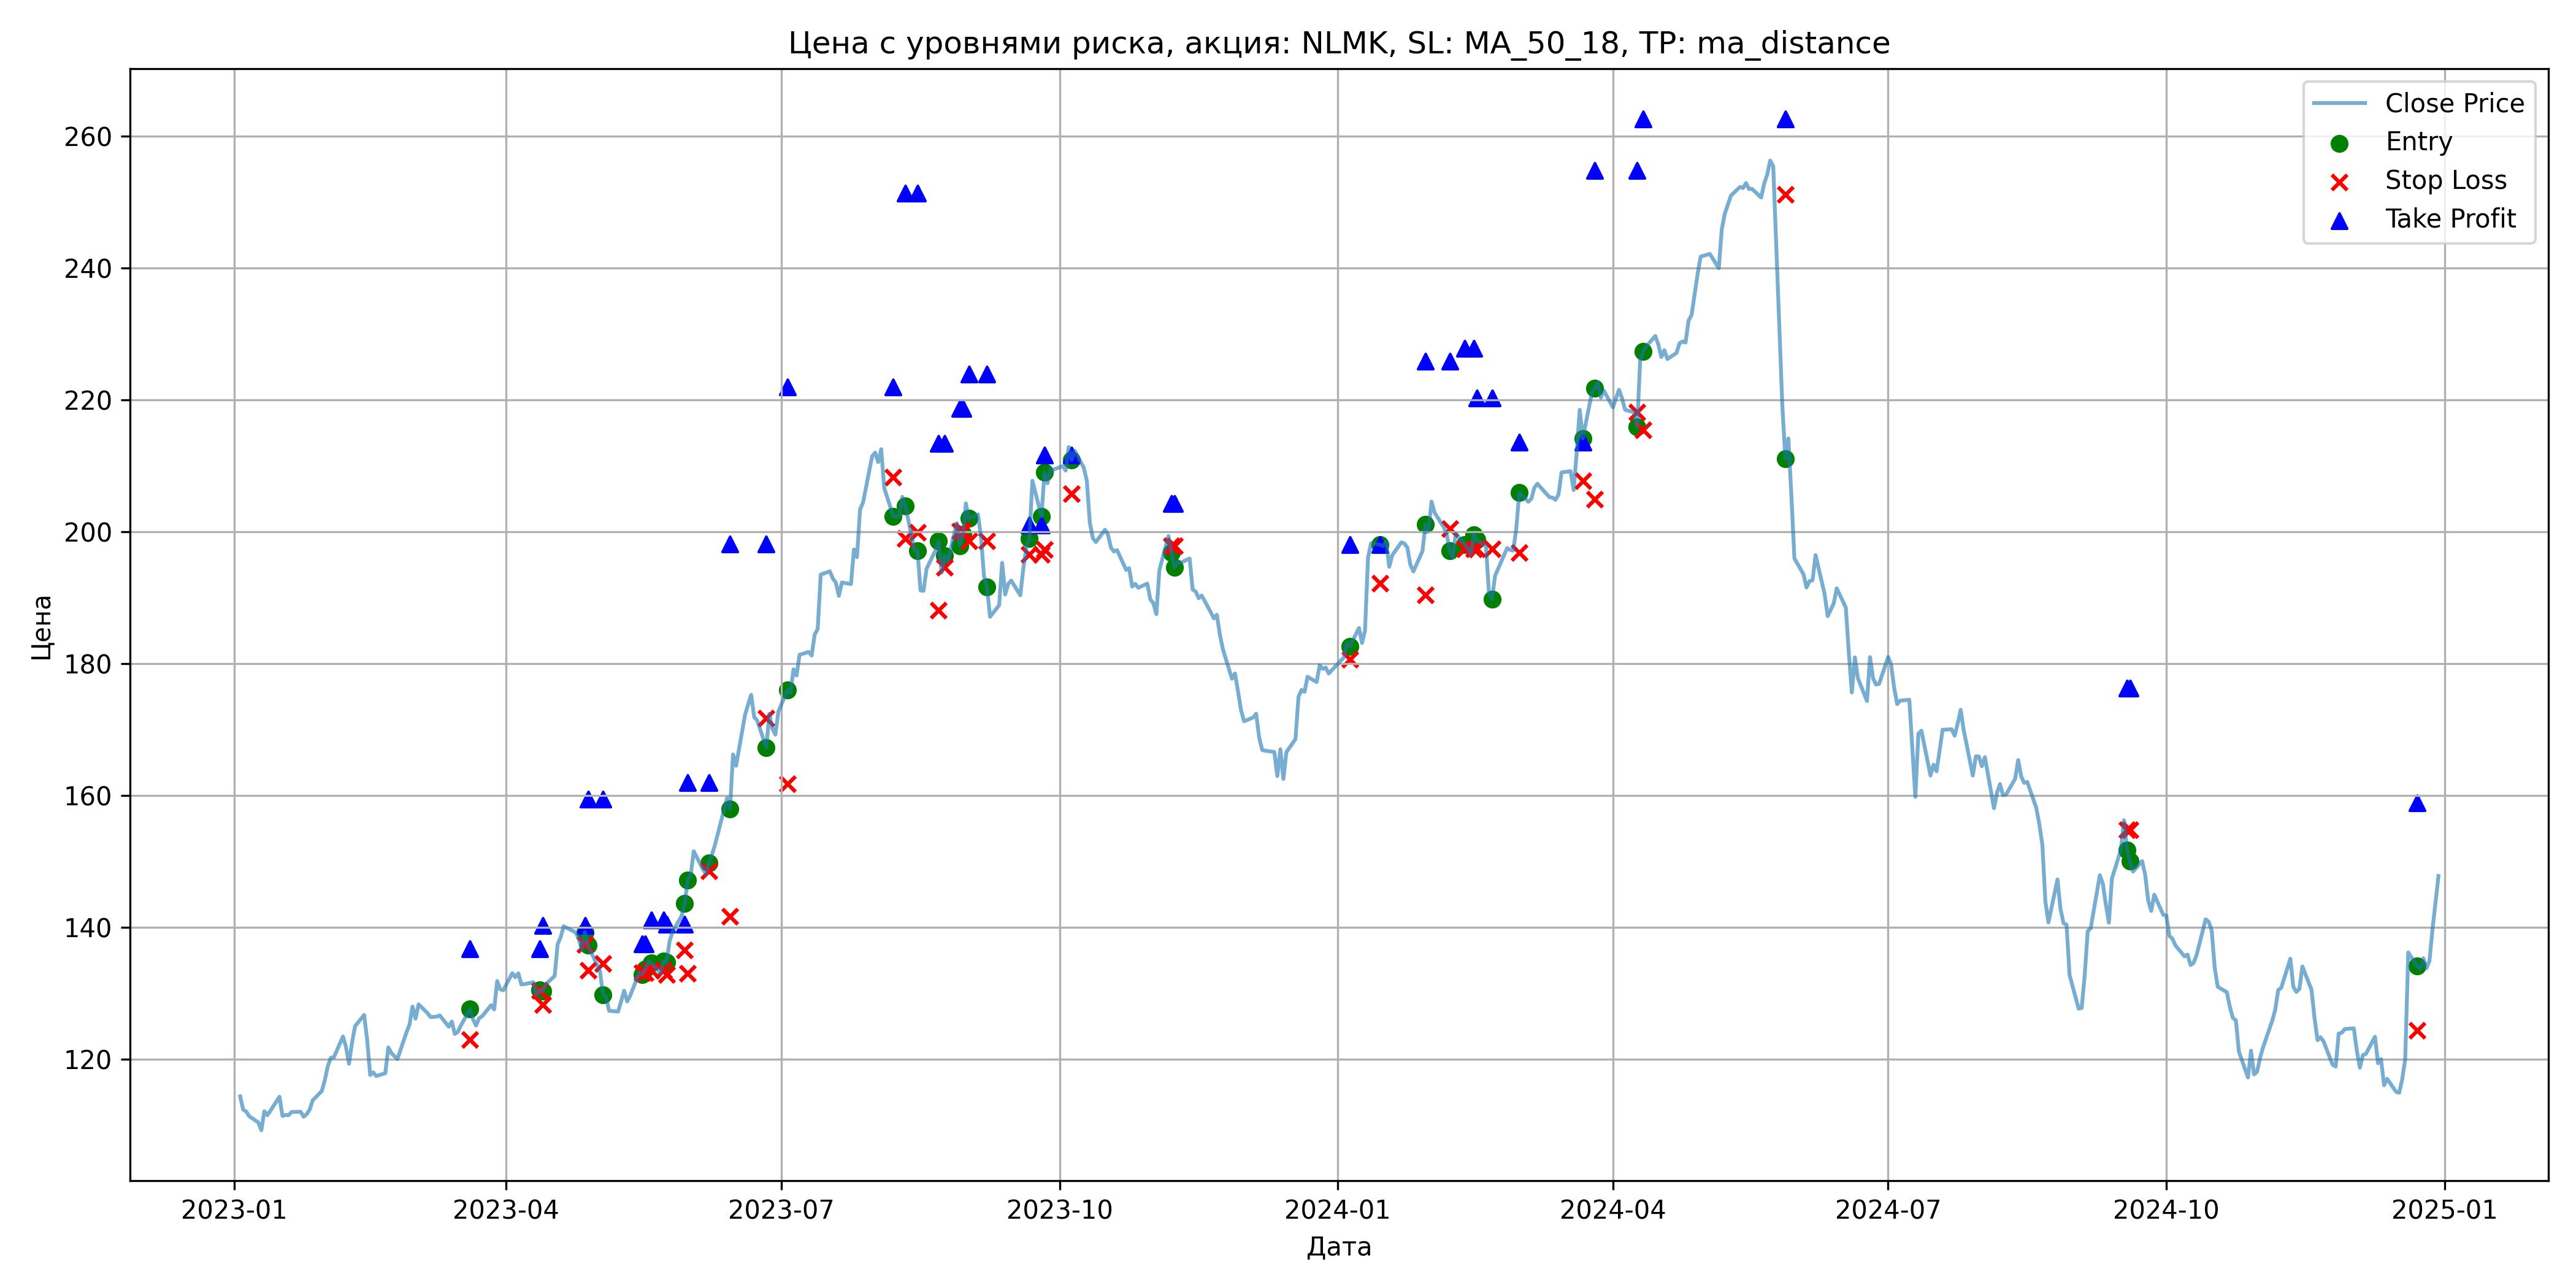 Цена с уровнями риска, акция: NLMK, SL: MA_50_18, TP: ma_distance
Close Price
Entry
Stop Loss
Take Profit
260
240
220
200
180
160
140
120
Цена
2023-01
2023-04
2023-07
2023-10
2024-01
2024-04
2024-07
2024-10
2025-01
Дата